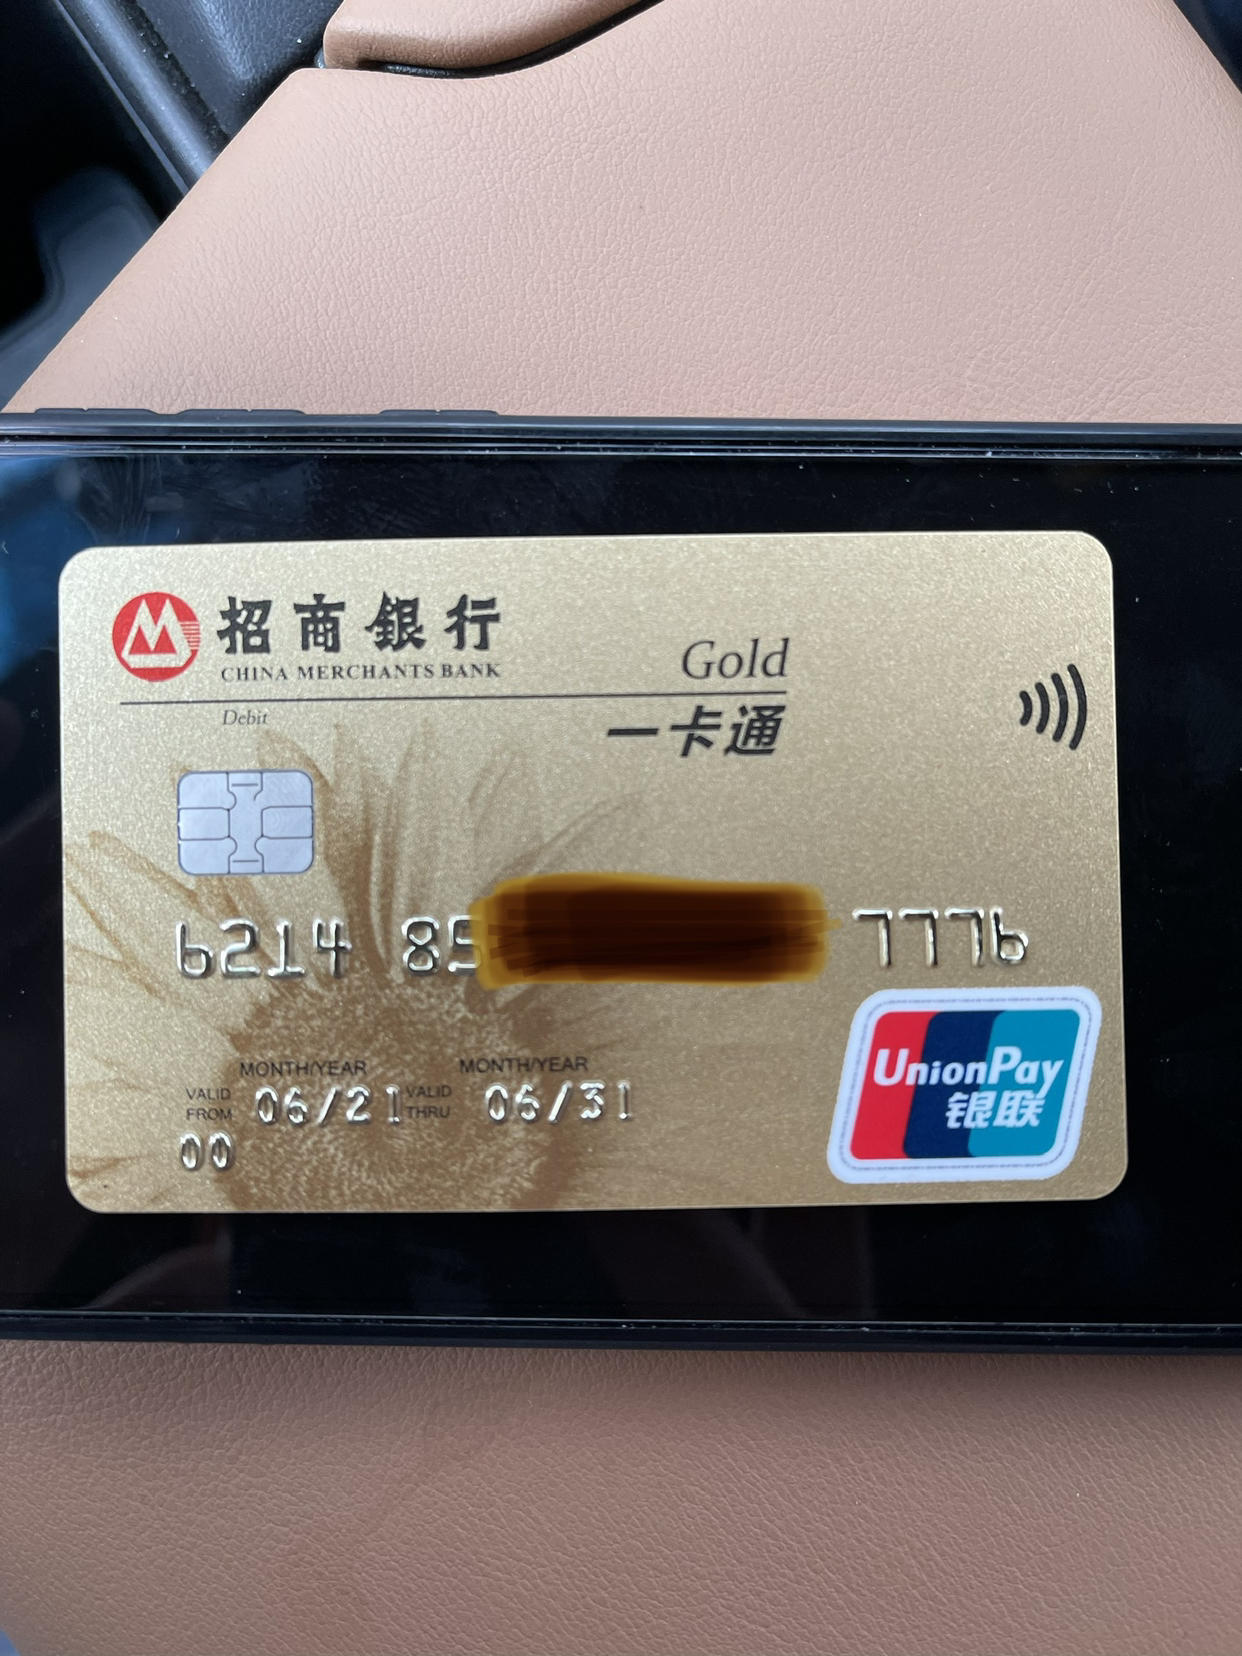 招商銀行
CHINA MERCHANTS BANK
Gold
Debit
一卡通
6214 85 7776
MONTH/YEAR MONTH/YEAR
VALID FROM 06/21 VALID THRU 06/31
00
UnionPay
银联